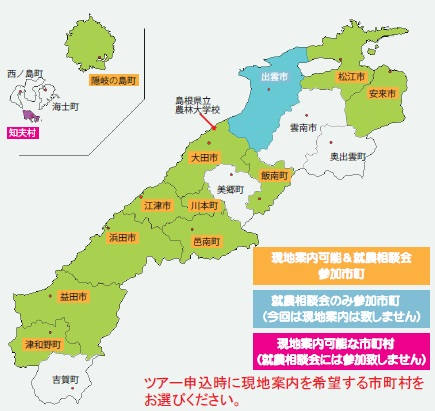 隠岐の島町
西ノ島町
海士町
知夫村
島根県立
農林大学校
出雲市
松江市
安来市
雲南市
奥出雲町
大田市
飯南町
美郷町
江津市
川本町
浜田市
邑南町
益田市
津和野町
吉賀町
現地案内可能＆就農相談会
参加市町
就農相談会のみ参加市町
（今回は現地案内は致しません）
現地案内可能な市町村
（就農相談会には参加致しません）
ツアー申込時に現地案内を希望する市町村を
お選びください。